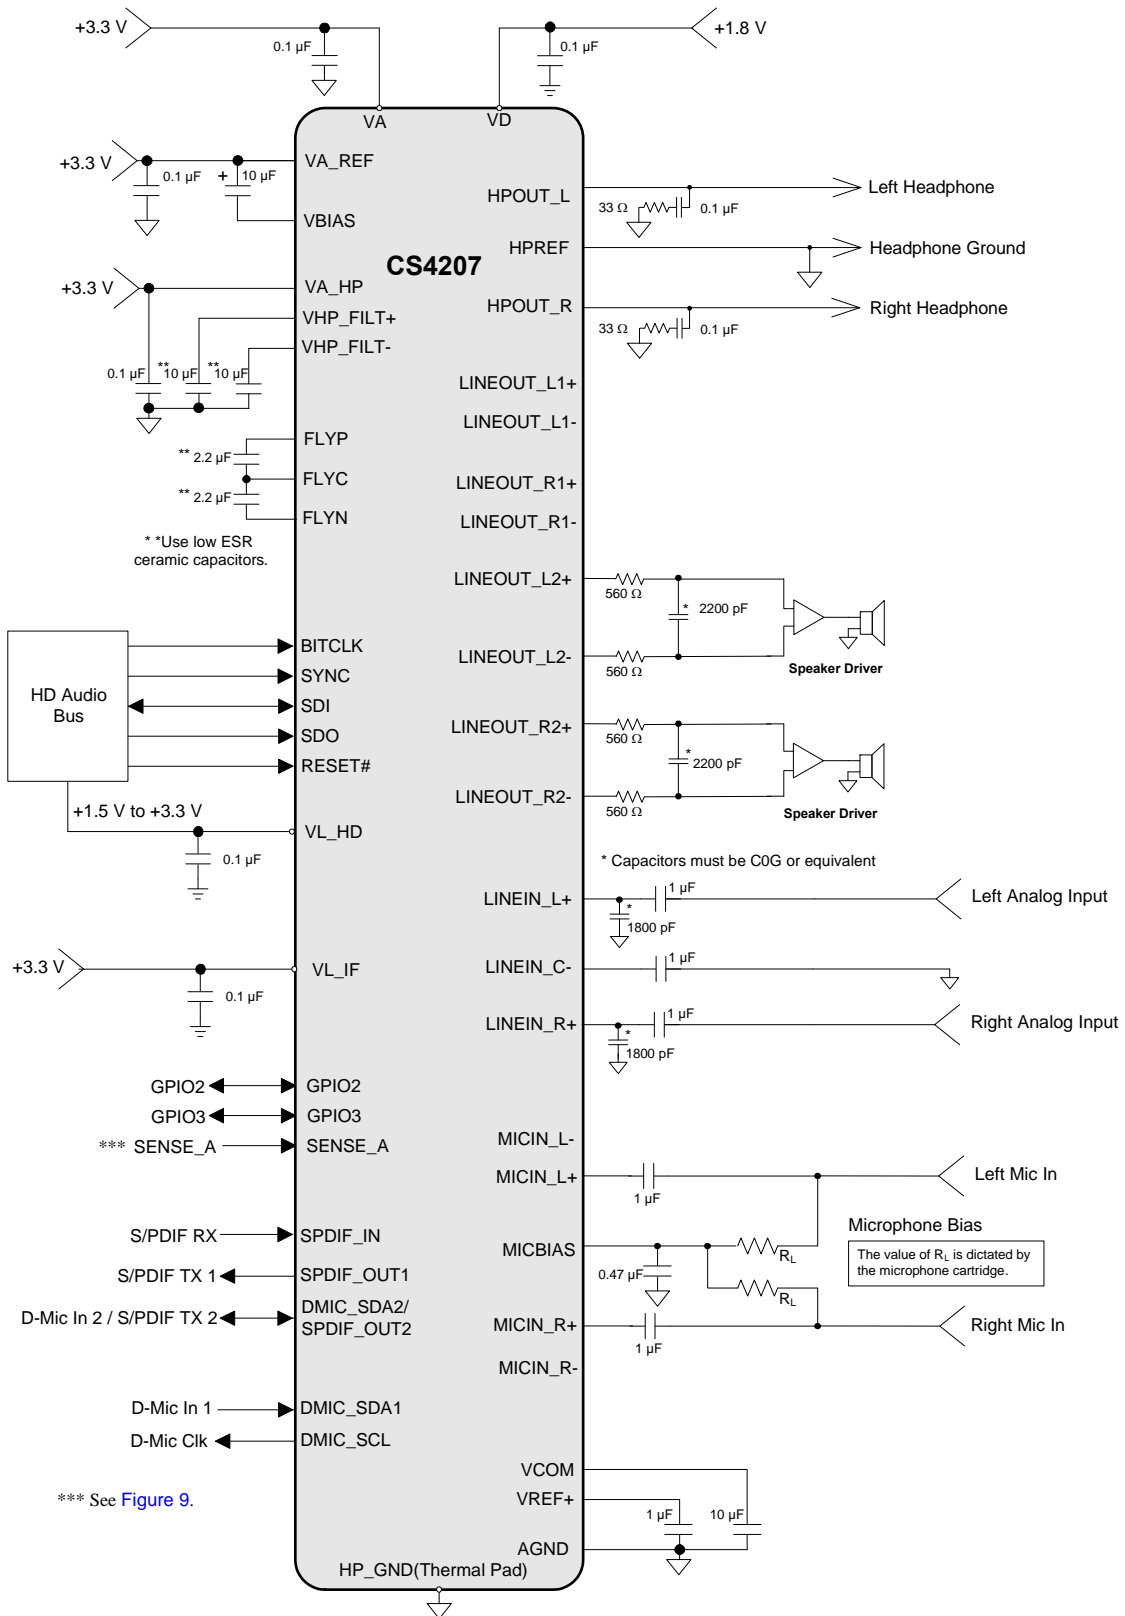 +3.3 V
0.1 µF
0.1 µF
+1.8 V
VA
VD
+3.3 V
0.1 µF
+
10 µF
VA_REF
VBIAS
CS4207
+3.3 V
VA_HP
VHP_FILT+
VHP_FILT-
0.1 µF
**
10 µF
**
10 µF
FLYP
** 2.2 µF
FLYC
** 2.2 µF
FLYN
* *Use low ESR
ceramic capacitors.
HD Audio
Bus
BITCLK
SYNC
SDI
SDO
RESET#
+1.5 V to +3.3 V
VL_HD
0.1 µF
+3.3 V
VL_IF
0.1 µF
GPIO2
GPIO2
GPIO3
GPIO3
*** SENSE_A
SENSE_A
S/PDIF RX
SPDIF_IN
S/PDIF TX 1
SPDIF_OUT1
D-Mic In 2 / S/PDIF TX 2
DMIC_SDA2/
SPDIF_OUT2
D-Mic In 1
DMIC_SDA1
D-Mic Clk
DMIC_SCL
*** See Figure 9.
HPOUT_L
33 Ω
0.1 µF
Left Headphone
HPREF
Headphone Ground
HPOUT_R
33 Ω
0.1 µF
Right Headphone
LINEOUT_L1+
LINEOUT_L1-
LINEOUT_R1+
LINEOUT_R1-
LINEOUT_L2+
560 Ω
*
2200 pF
LINEOUT_L2-
560 Ω
Speaker Driver
LINEOUT_R2+
560 Ω
*
2200 pF
LINEOUT_R2-
560 Ω
Speaker Driver
* Capacitors must be C0G or equivalent
LINEIN_L+
1 µF
*
1800 pF
Left Analog Input
LINEIN_C-
1 µF
LINEIN_R+
1 µF
*
1800 pF
Right Analog Input
MICIN_L-
MICIN_L+
1 µF
Left Mic In
MICBIAS
0.47 µF
RL
RL
Microphone Bias
The value of RL is dictated by
the microphone cartridge.
MICIN_R+
1 µF
Right Mic In
MICIN_R-
VCOM
VREF+
1 µF
10 µF
AGND
HP_GND(Thermal Pad)